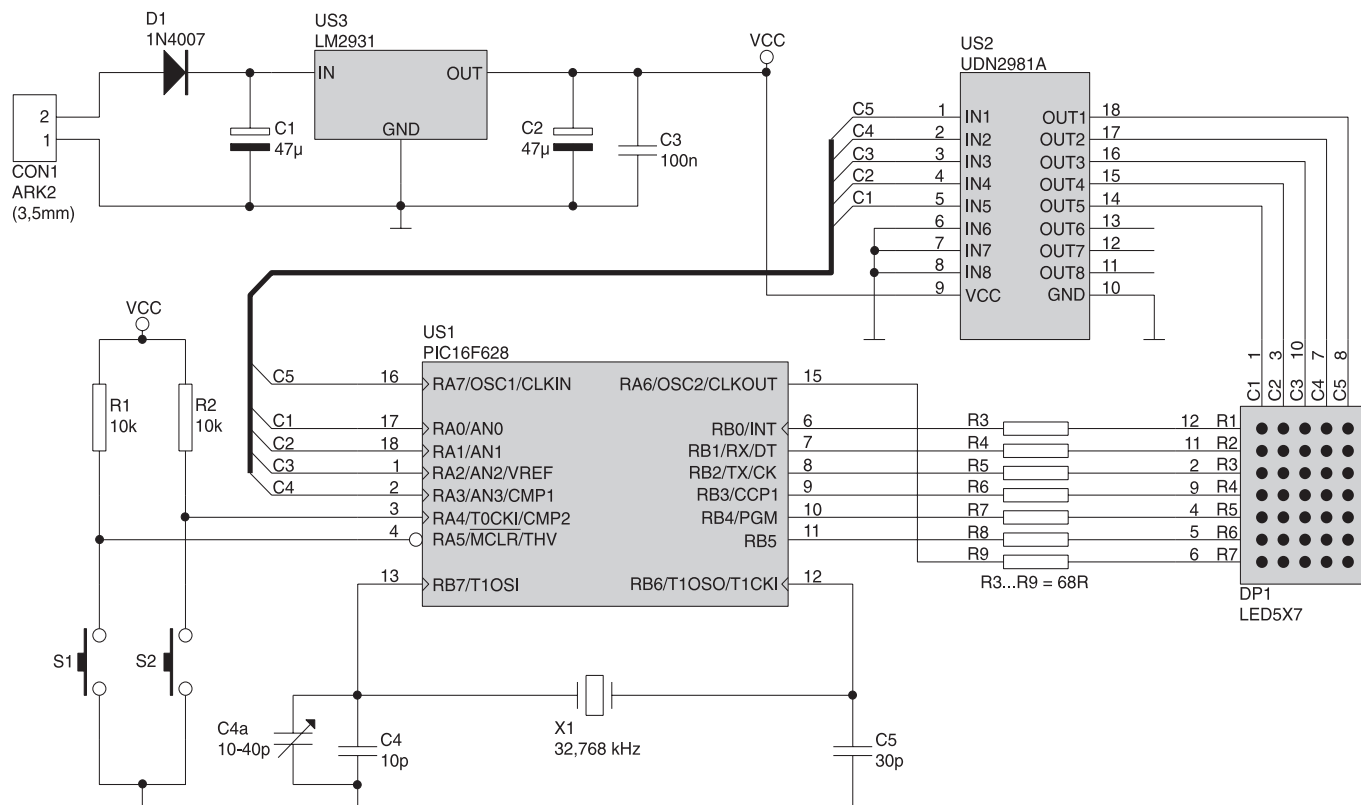 D1
1N4007
US3
LM2931
IN
OUT
GND
VCC
2
1
CON1
ARK2
(3,5mm)
C1
47µ
C2
47µ
C3
100n
US2
UDN2981A
C5
1
IN1
OUT1
18
C4
2
IN2
OUT2
17
C3
3
IN3
OUT3
16
C2
4
IN4
OUT4
15
C1
5
IN5
OUT5
14
6
IN6
OUT6
13
7
IN7
OUT7
12
8
IN8
OUT8
11
9
VCC
GND
10
VCC
R1
10k
R2
10k
US1
PIC16F628
C5
16
RA7/OSC1/CLKIN
RA6/OSC2/CLKOUT
15
C1
17
RA0/AN0
RB0/INT
6
C2
18
RA1/AN1
RB1/RX/DT
7
C3
1
RA2/AN2/VREF
RB2/TX/CK
8
C4
2
RA3/AN3/CMP1
RB3/CCP1
9
3
RA4/T0CKI/CMP2
RB4/PGM
10
4
RA5/MCLR/THV
RB5
11
13
RB7/T1OSI
RB6/T1OSO/T1CKI
12
R3
12
R1
R4
11
R2
R5
2
R3
R6
9
R4
R7
4
R5
R8
5
R6
R9
6
R7
R3...R9 = 68R
C1 1
C2 3
C3 10
C4 7
C5 8
DP1
LED5X7
S1
S2
C4a
10-40p
C4
10p
X1
32,768 kHz
C5
30p